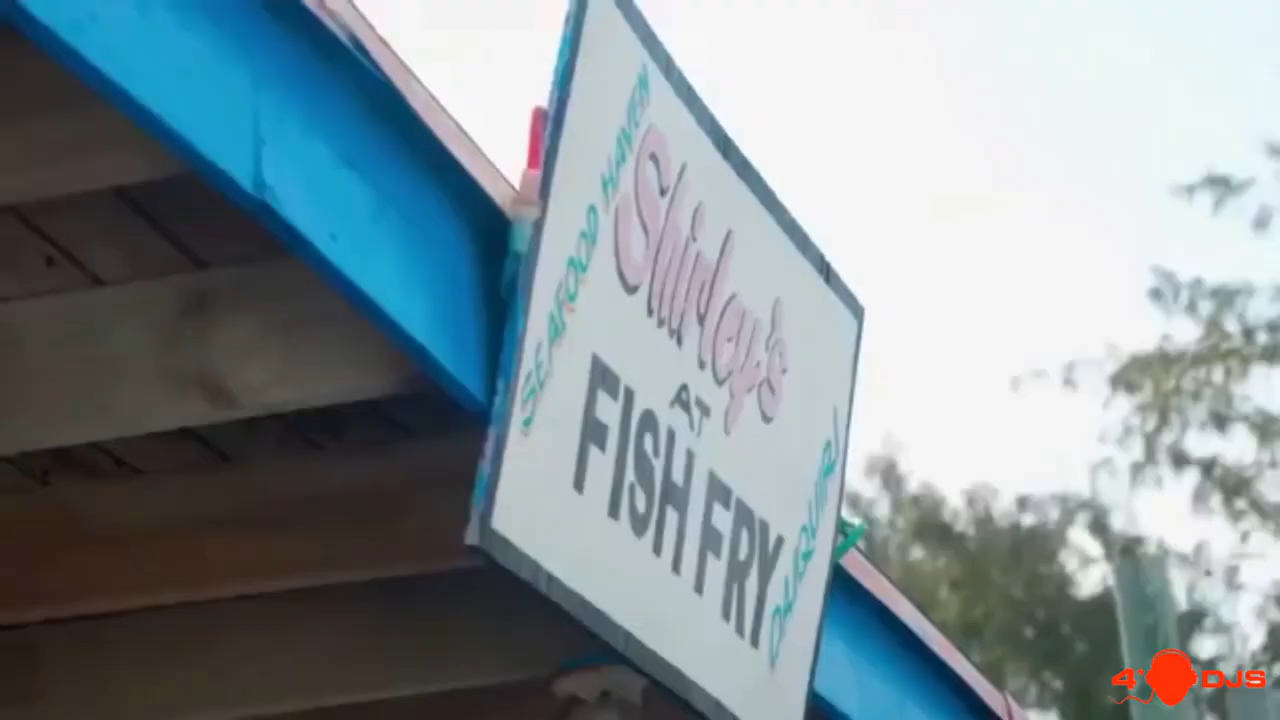 SEAFOOD HAVEN
Shirley's
AT
FISH FRY
DAIQUIRI
4 DJS